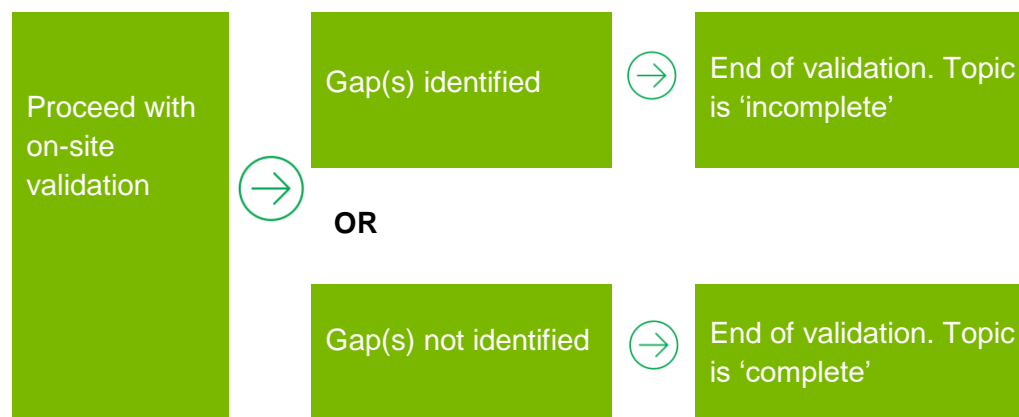 Proceed with
on-site
validation
Gap(s) identified
End of validation. Topic
is ‘incomplete’
OR
Gap(s) not identified
End of validation. Topic
is ‘complete’